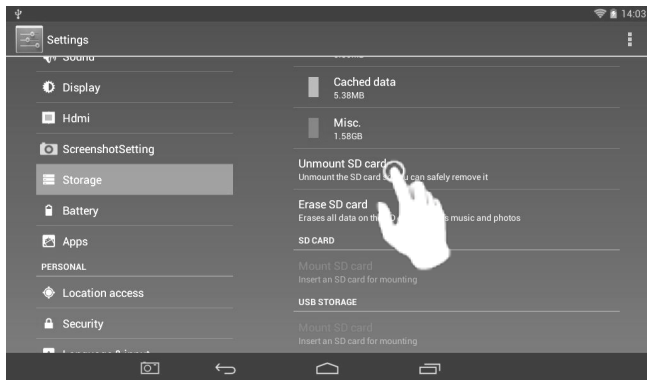 14:03
Settings
Sound
Display
Hdmi
ScreenshotSetting
Storage
Battery
Apps
PERSONAL
Location access
Security
Cached data
5.38MB
Misc.
1.58GB
Unmount SD card
Unmount the SD card so you can safely remove it
Erase SD card
Erases all data on the music and photos
SD CARD
Mount SD card
Insert an SD card for mounting
USB STORAGE
Mount SD card
Insert an SD card for mounting